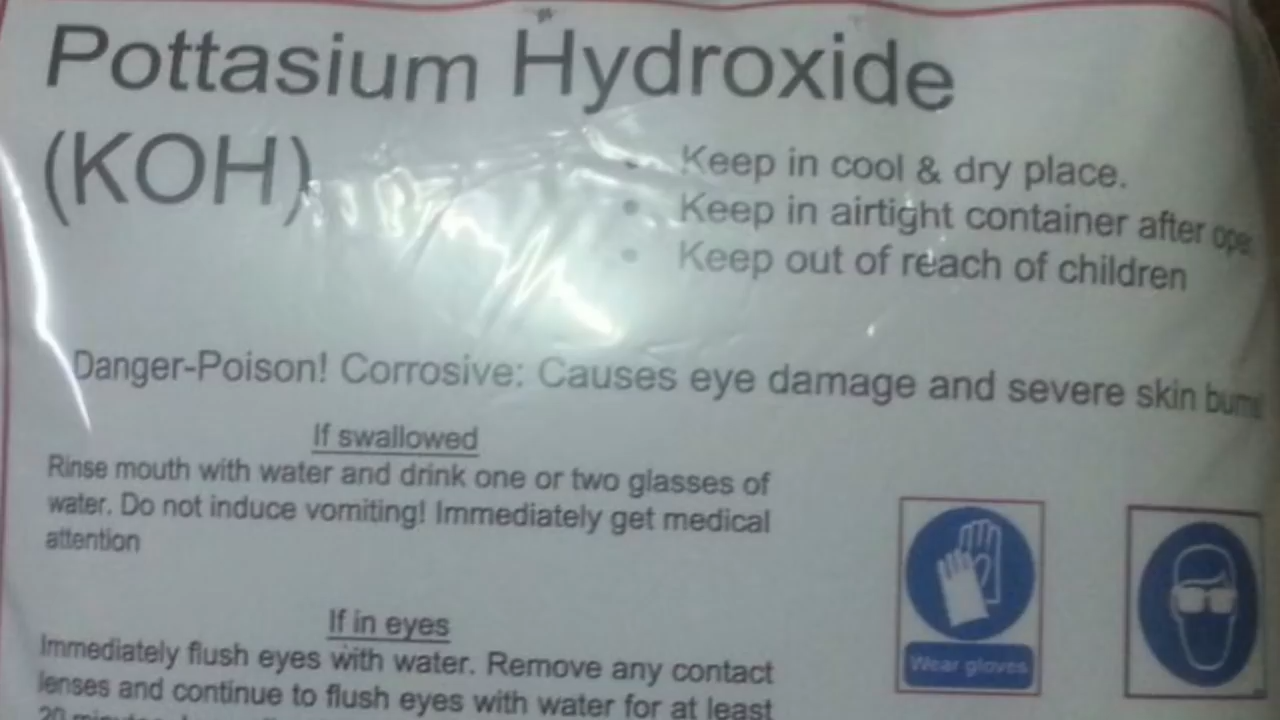 Pottasium Hydroxide
(KOH)
• Keep in cool & dry place.
• Keep in airtight container after
• Keep out of reach of children
Danger-Poison! Corrosive: Causes eye damage and severe skin
If swallowed
Rinse mouth with water and drink one or two glasses of
water. Do not induce vomiting! Immediately get medical
attention
If in eyes
Immediately flush eyes with water. Remove any contact
lenses and continue to flush eyes with water for at least
Wear gloves